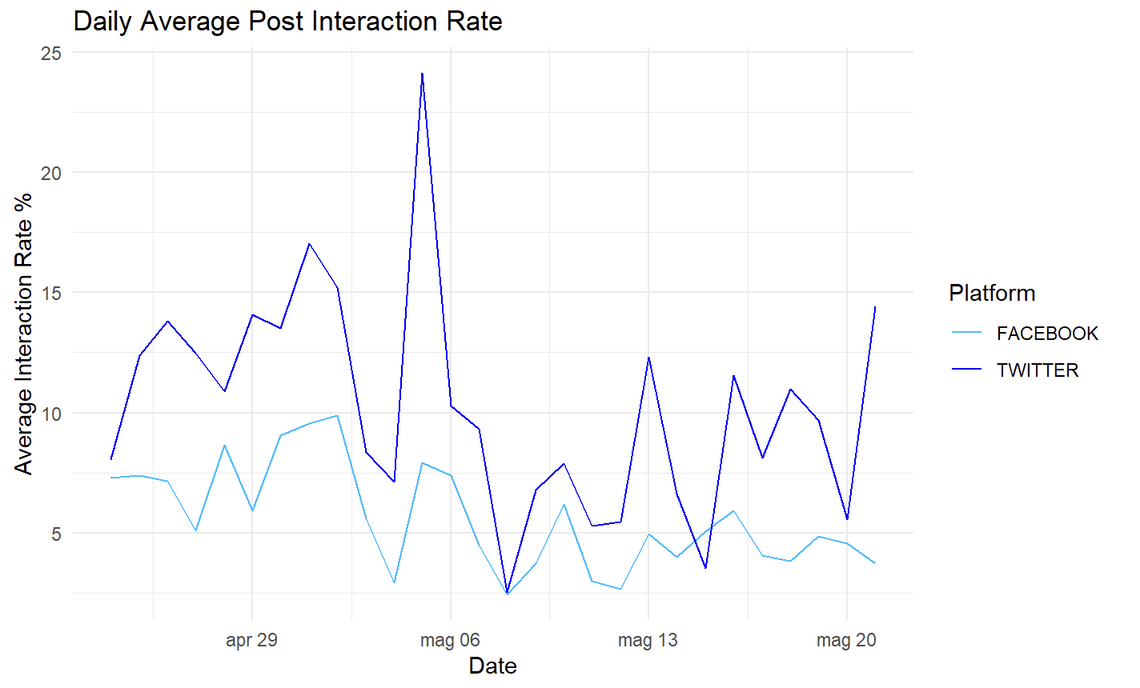 Daily Average Post Interaction Rate
Average Interaction Rate %
25
20
15
10
5
apr 29
mag 06
mag 13
mag 20
Date
Platform
FACEBOOK
TWITTER